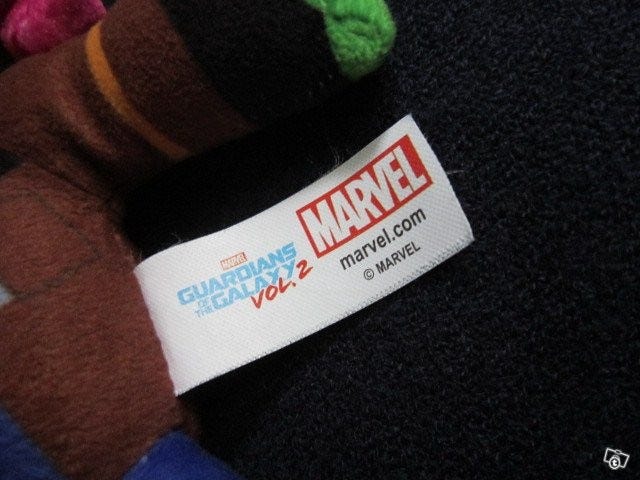 MARVEL
GUARDIANS
OF THE GALAXY
VOL. 2
MARVEL
marvel.com
© MARVEL